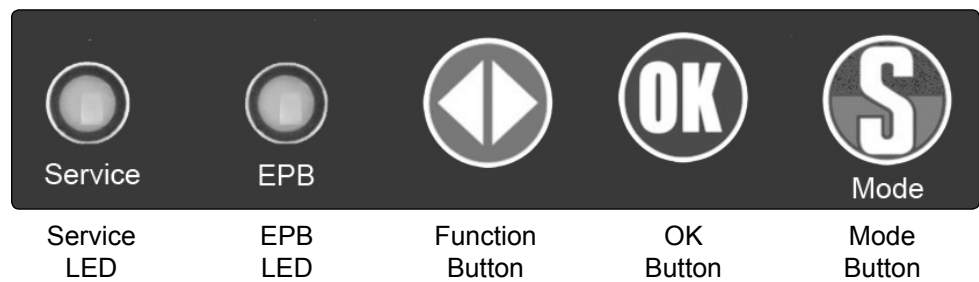 OK
S
Service
EPB
Mode
Service
LED
EPB
LED
Function
Button
OK
Button
Mode
Button